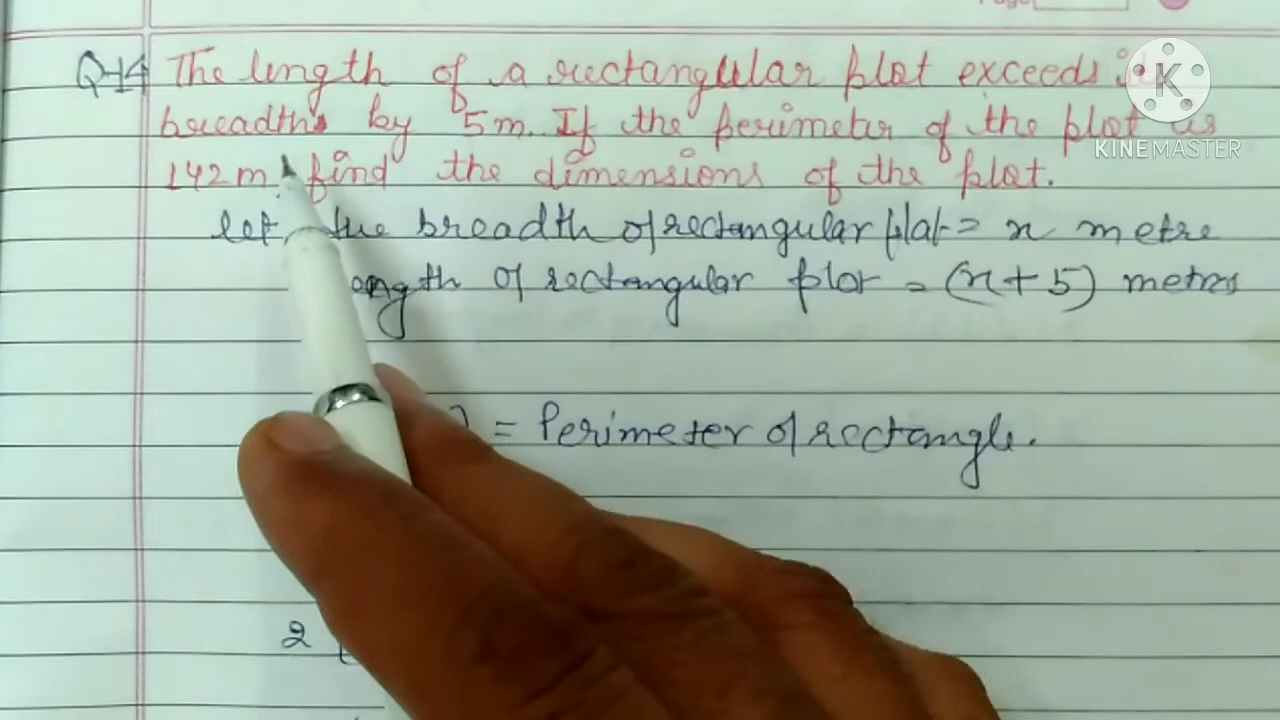 Q-14 The length of a rectangular plot exceeds
breadth by 5m. If the perimeter of the plot is
142m. find the dimensions of the plot.
let the breadth of rectangular plot = x metre
length of rectangular plot = (x+5) metres
= Perimeter of rectangle.
2
K
KINEMASTER